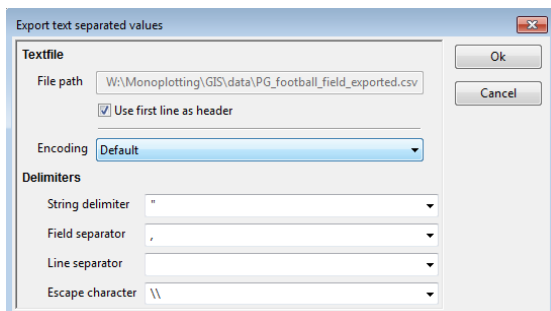 Export text separated values
Textfile
Ok
File path W:\Monoplotting\GIS\data\PG_football_field_exported.csv
Cancel
Use first line as header
Encoding Default
Delimiters
String delimiter "
Field separator ,
Line separator
Escape character \\